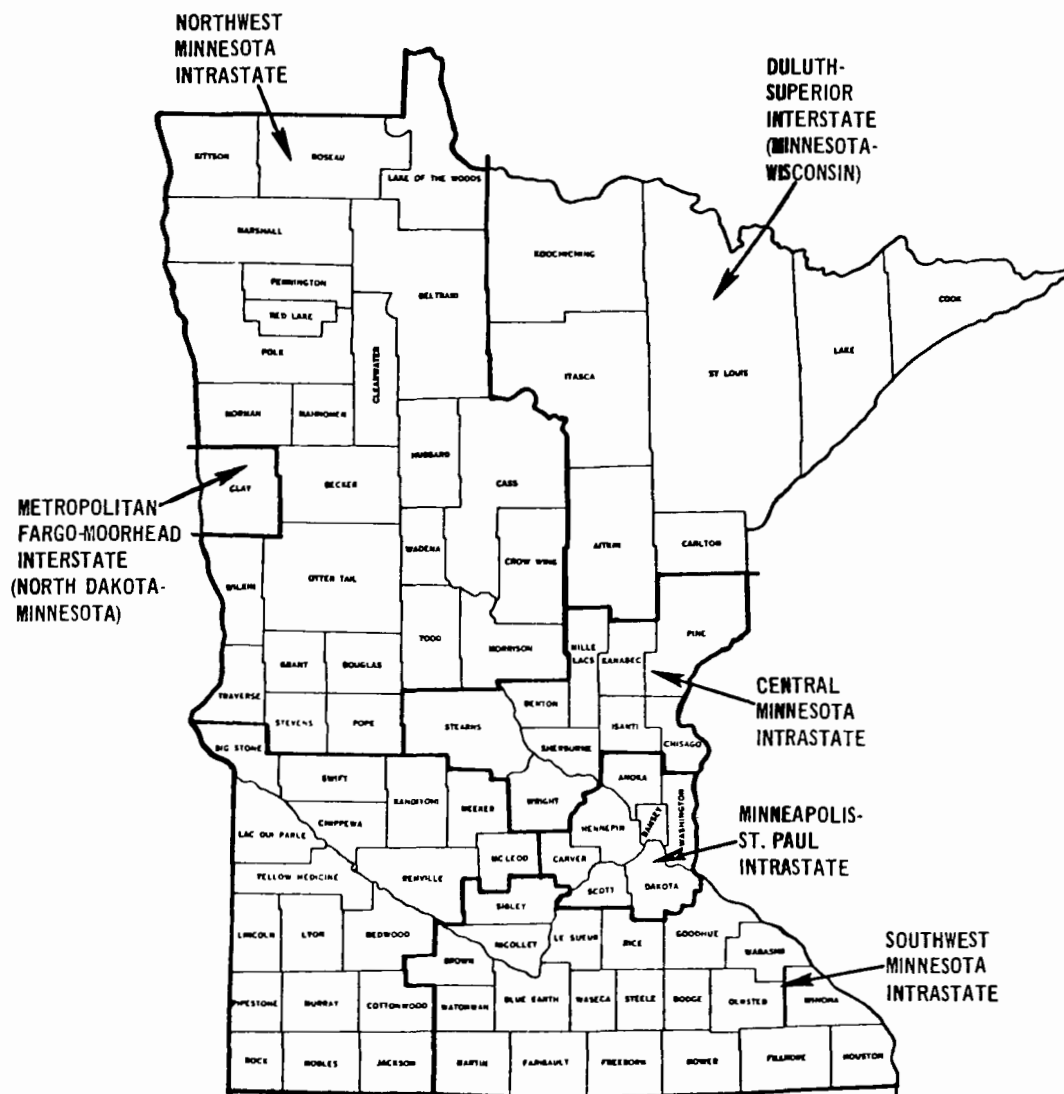 NORTHWEST
MINNESOTA
INTRASTATE
DULUTH-
SUPERIOR
INTERSTATE
(MINNESOTA-
WISCONSIN)
KITTSON
ROSEAU
LAKE OF THE WOODS
MARSHALL
KOOCHICHING
PENNINGTON
BELTRAMI
RED LAKE
COOK
POLK
CLEARWATER
LAKE
ITASCA
ST LOUIS
NORMAN
MAHNOMEN
HUBBARD
CASS
CLAY
BECKER
METROPOLITAN
FARGO-MOORHEAD
INTERSTATE
(NORTH DAKOTA-
MINNESOTA)
WADENA
CROW WING
AITKIN
CARLTON
WILKIN
OTTER TAIL
TODD
MORRISON
MILLE
LACS
KANABEC
PINE
GRANT
DOUGLAS
CENTRAL
MINNESOTA
INTRASTATE
TRAVERSE
STEVENS
POPE
STEARNS
BENTON
ISANTI
CHISAGO
BIG STONE
SHERBURNE
SWIFT
KANDIYOHI
MEEKER
WRIGHT
ANOKA
HENNEPIN
RAMSEY
WASHINGTON
MINNEAPOLIS-
ST. PAUL
INTRASTATE
LAC QUI PARLE
CHIPPEWA
MCLEOD
CARVER
YELLOW MEDICINE
RENVILLE
SCOTT
DAKOTA
SIBLEY
LINCOLN
LYON
REDWOOD
NICOLLET
LE SUEUR
RICE
GOODHUE
WABASHA
BROWN
SOUTHWEST
MINNESOTA
INTRASTATE
PIPESTONE
MURRAY
COTTONWOOD
WATONWAN
BLUE EARTH
WASECA
STEELE
DODGE
OLMSTED
WINONA
ROCK
NOBLES
JACKSON
MARTIN
FARIBAULT
FREEBORN
MOWER
FILLMORE
HOUSTON